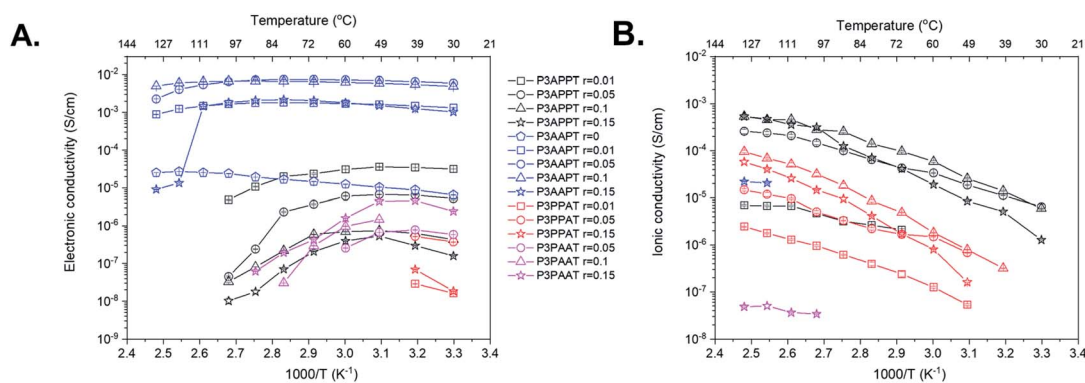 A.
Temperature (°C)
144 127 111 97 84 72 60 49 39 30 21
10⁻²
10⁻³
10⁻⁴
10⁻⁵
10⁻⁶
10⁻⁷
10⁻⁸
10⁻⁹
Electronic conductivity (S/cm)
2.4 2.5 2.6 2.7 2.8 2.9 3.0 3.1 3.2 3.3 3.4
1000/T (K⁻¹)
P3APPT r=0.01
P3APPT r=0.05
P3APPT r=0.1
P3APPT r=0.15
P3AAPT r=0
P3AAPT r=0.01
P3AAPT r=0.05
P3AAPT r=0.1
P3AAPT r=0.15
P3PPAT r=0.01
P3PPAT r=0.05
P3PPAT r=0.15
P3PAAT r=0.05
P3PAAT r=0.1
P3PAAT r=0.15
B.
Temperature (°C)
144 127 111 97 84 72 60 49 39 30 21
10⁻²
10⁻³
10⁻⁴
10⁻⁵
10⁻⁶
10⁻⁷
10⁻⁸
Ionic conductivity (S/cm)
2.4 2.5 2.6 2.7 2.8 2.9 3.0 3.1 3.2 3.3 3.4
1000/T (K⁻¹)